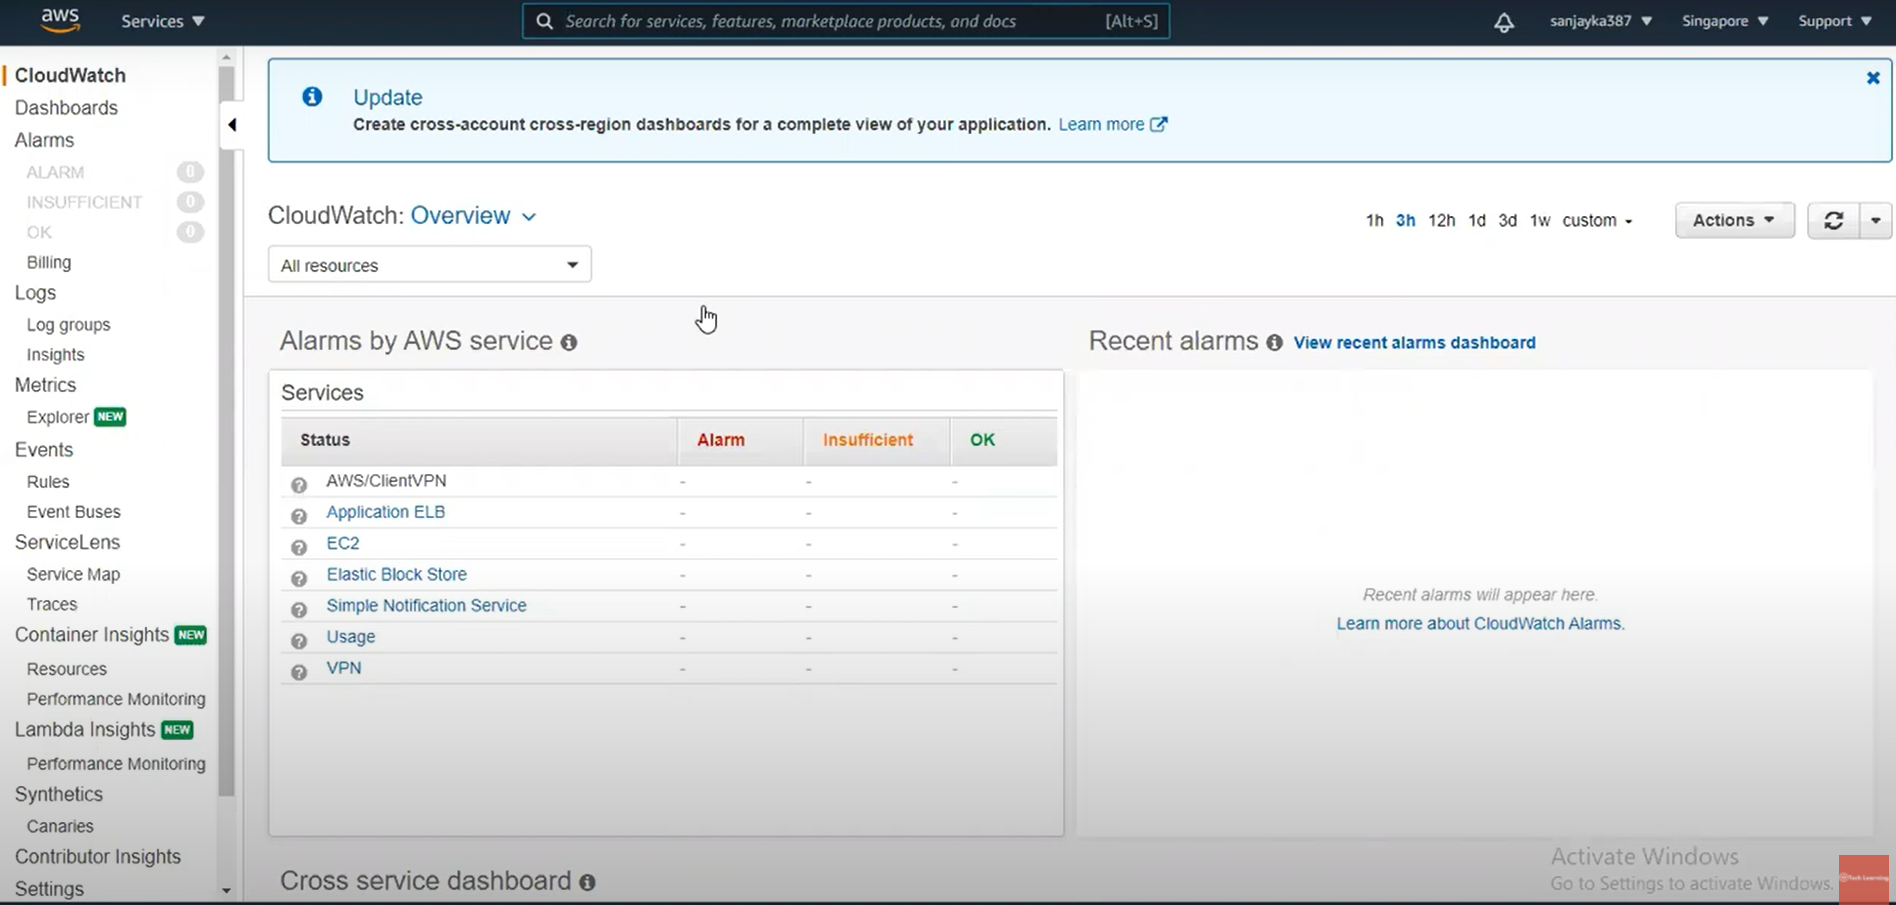 aws Services Search for services, features, marketplace products, and docs [Alt+S] sanjayka387 Singapore Support
CloudWatch
Dashboards
Alarms
ALARM 0
INSUFFICIENT 0
OK 0
Billing
Logs
Log groups
Insights
Metrics
Explorer NEW
Events
Rules
Event Buses
ServiceLens
Service Map
Traces
Container Insights NEW
Resources
Performance Monitoring
Lambda Insights NEW
Performance Monitoring
Synthetics
Canaries
Contributor Insights
Settings
Update
Create cross-account cross-region dashboards for a complete view of your application. Learn more
CloudWatch: Overview
1h 3h 12h 1d 3d 1w custom Actions
All resources
Alarms by AWS service
Services
Status Alarm Insufficient OK
AWS/ClientVPN - - -
Application ELB - - -
EC2 - - -
Elastic Block Store - - -
Simple Notification Service - - -
Usage - - -
VPN - - -
Recent alarms View recent alarms dashboard
Recent alarms will appear here.
Learn more about CloudWatch Alarms.
Cross service dashboard
Activate Windows
Go to Settings to activate Windows.
Tech Learning